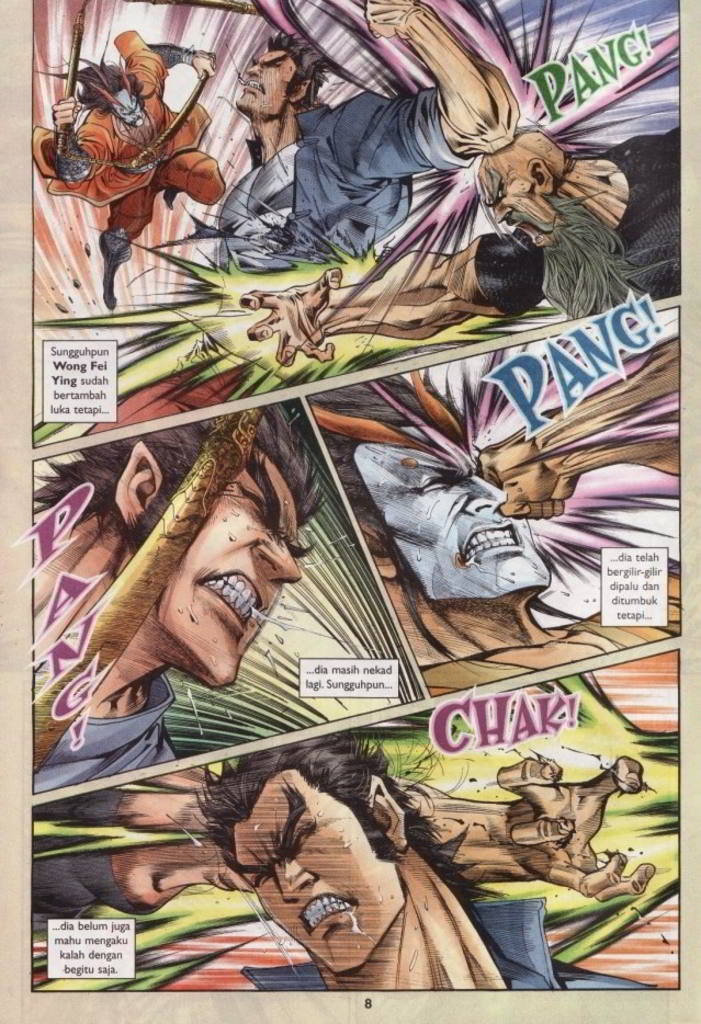 PANG!
Sungguhpun
Wong Fei
Ying sudah
bertambah
luka tetapi...
PANG!
PANG!
...dia masih nekad
lagi. Sungguhpun...
...dia telah
bergilir-gilir
dipalu dan
ditumbuk
tetapi...
CHAK!
...dia belum juga
mahu mengaku
kalah dengan
begitu saja.
8